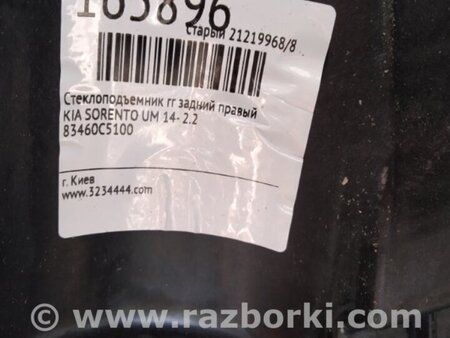 165896
старый 21219968/8
Стеклоподъемник гг задний правый
KIA SORENTO UM 14- 2.2
83460C5100
г. Киев
www.3234444.com
© www.razborki.com